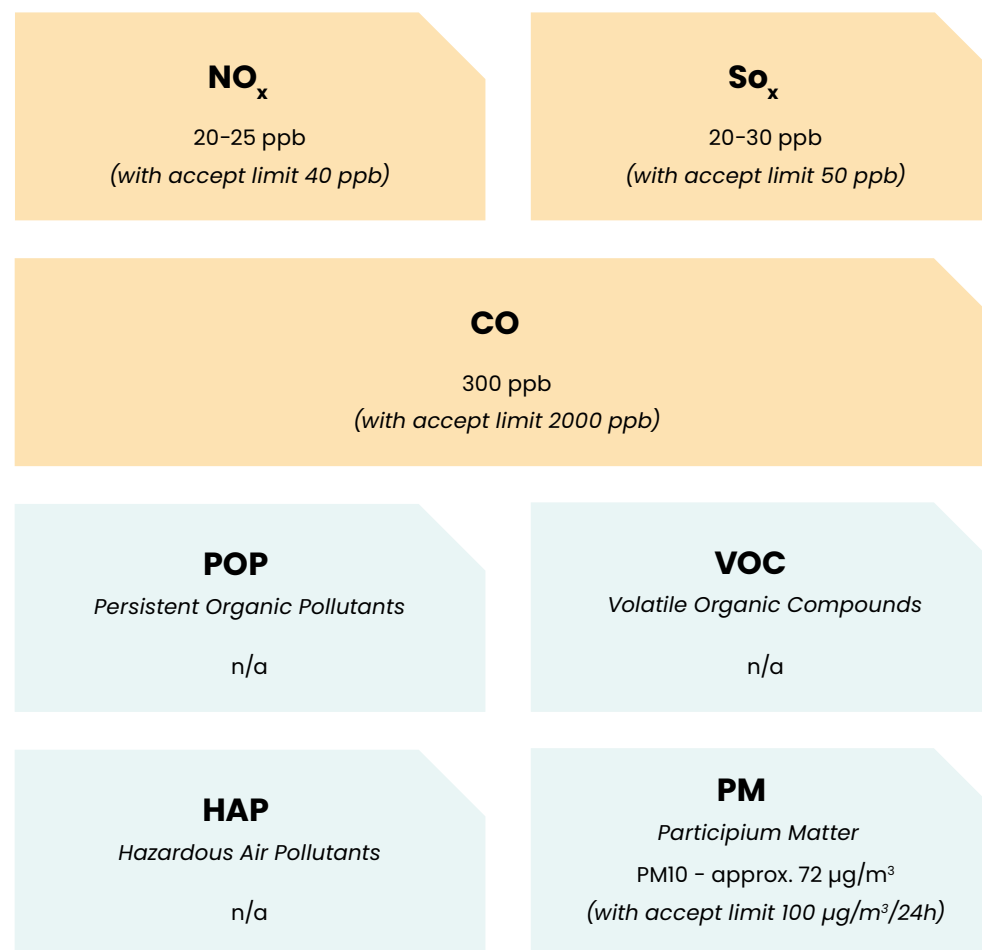 NOx
20-25 ppb
(with accept limit 40 ppb)
Sox
20-30 ppb
(with accept limit 50 ppb)
CO
300 ppb
(with accept limit 2000 ppb)
POP
Persistent Organic Pollutants
n/a
VOC
Volatile Organic Compounds
n/a
HAP
Hazardous Air Pollutants
n/a
PM
Participium Matter
PM10 - approx. 72 µg/m³
(with accept limit 100 µg/m³/24h)